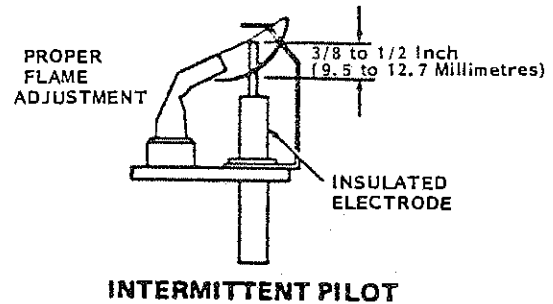 PROPER
FLAME
ADJUSTMENT
3/8 to 1/2 Inch
(9.5 to 12.7 Millimetres)
INSULATED
ELECTRODE
INTERMITTENT PILOT